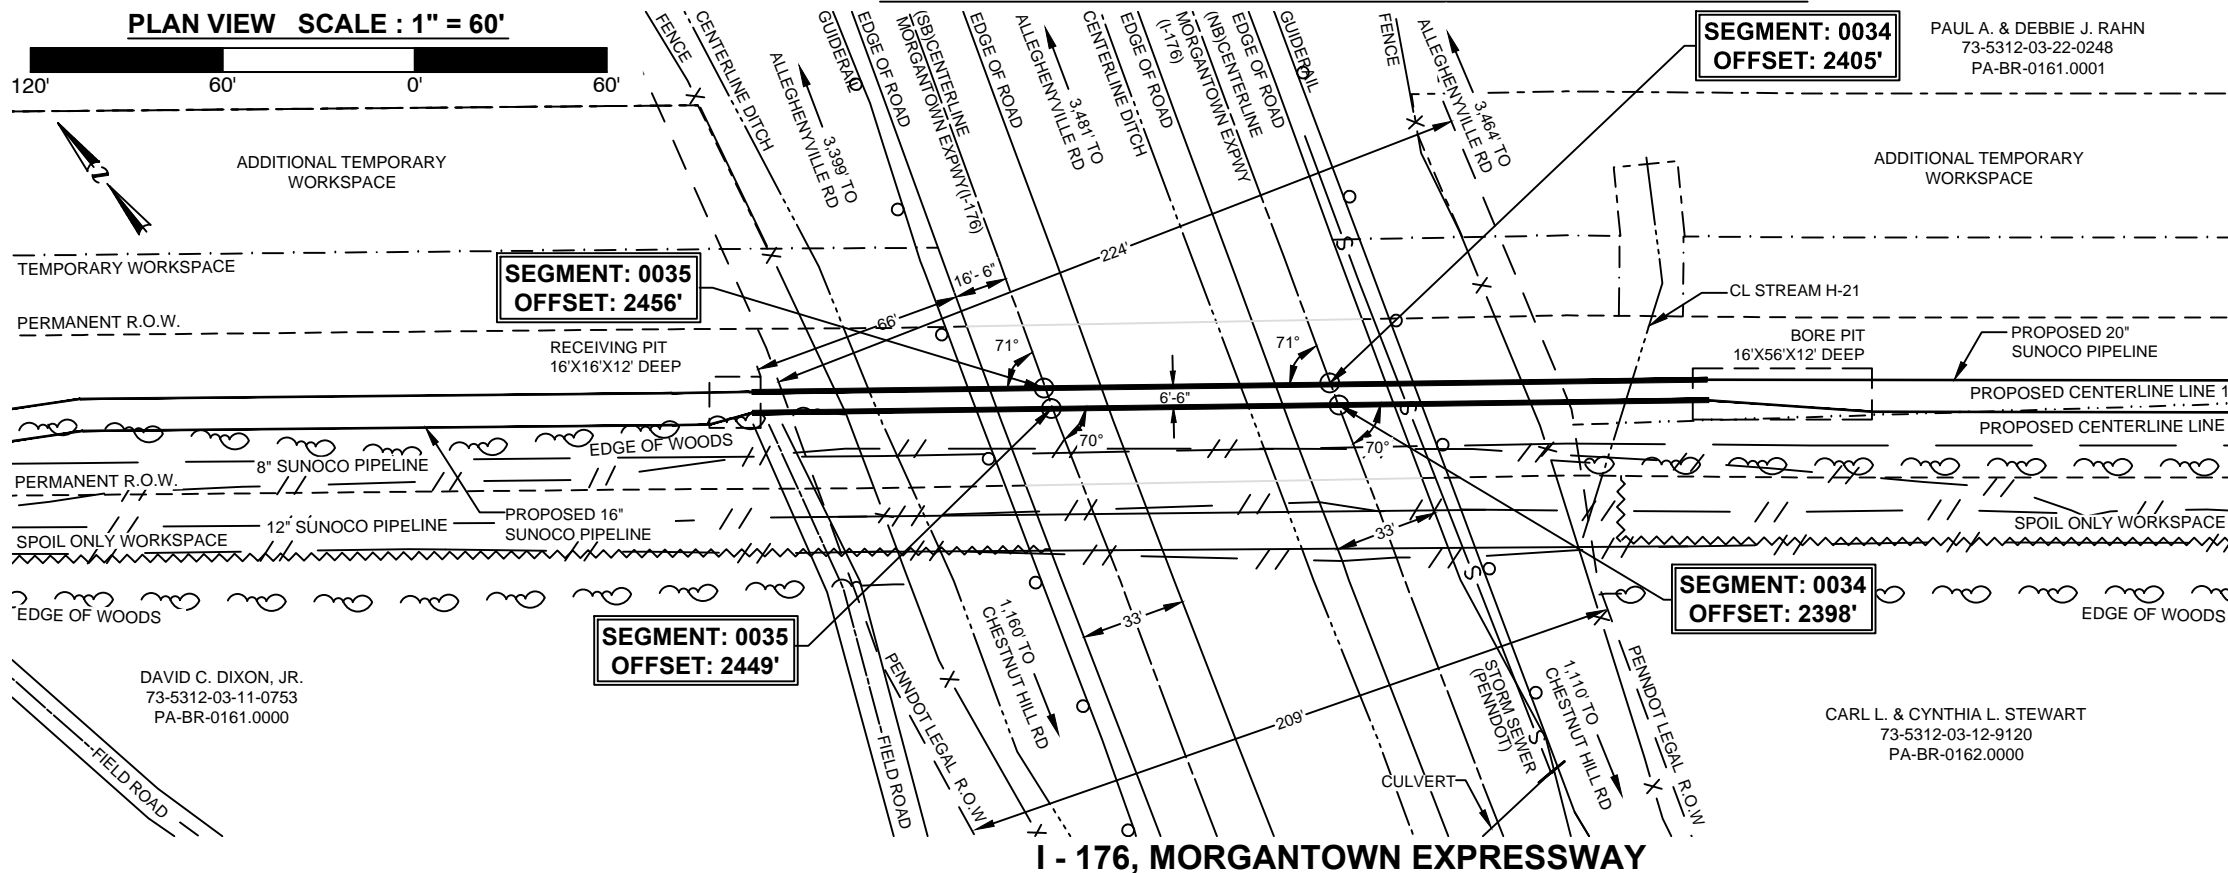 PLAN VIEW   SCALE : 1" = 60'
120'
60'
0'
60'
FENCE
CENTERLINE DITCH
ALLEGHENYVILLE RD
3,399' TO
GUIDERAIL
EDGE OF ROAD
(SB)CENTERLINE
MORGANTOWN EXPWY(I-176)
EDGE OF ROAD
ALLEGHENYVILLE RD
3,481' TO
CENTERLINE DITCH
EDGE OF ROAD
(I-176)
MORGANTOWN EXPWY
(NB)CENTERLINE
EDGE OF ROAD
GUIDERAIL
FENCE
ALLEGHENYVILLE RD
3,464' TO
SEGMENT: 0034
OFFSET: 2405'
PAUL A. & DEBBIE J. RAHN
73-5312-03-22-0248
PA-BR-0161.0001
ADDITIONAL TEMPORARY
WORKSPACE
ADDITIONAL TEMPORARY
WORKSPACE
TEMPORARY WORKSPACE
SEGMENT: 0035
OFFSET: 2456'
16'- 6"
224'
66'
CL STREAM H-21
PERMANENT R.O.W.
RECEIVING PIT
16'X16'X12' DEEP
71°
71°
BORE PIT
16'X56'X12' DEEP
PROPOSED 20"
SUNOCO PIPELINE
6'-6"
PROPOSED CENTERLINE LINE 1
PROPOSED CENTERLINE LINE
EDGE OF WOODS
70°
70°
8" SUNOCO PIPELINE
PERMANENT R.O.W.
PROPOSED 16"
SUNOCO PIPELINE
12" SUNOCO PIPELINE
SPOIL ONLY WORKSPACE
SPOIL ONLY WORKSPACE
33'
S
S
S
S
EDGE OF WOODS
SEGMENT: 0035
OFFSET: 2449'
33'
SEGMENT: 0034
OFFSET: 2398'
EDGE OF WOODS
1,160' TO
CHESTNUT HILL RD
PENNDOT LEGAL R.O.W
FIELD ROAD
209'
STORM SEWER
(PENNDOT)
1,110' TO
CHESTNUT HILL RD
PENNDOT LEGAL R.O.W
DAVID C. DIXON, JR.
73-5312-03-11-0753
PA-BR-0161.0000
CARL L. & CYNTHIA L. STEWART
73-5312-03-12-9120
PA-BR-0162.0000
FIELD ROAD
CULVERT
I - 176, MORGANTOWN EXPRESSWAY